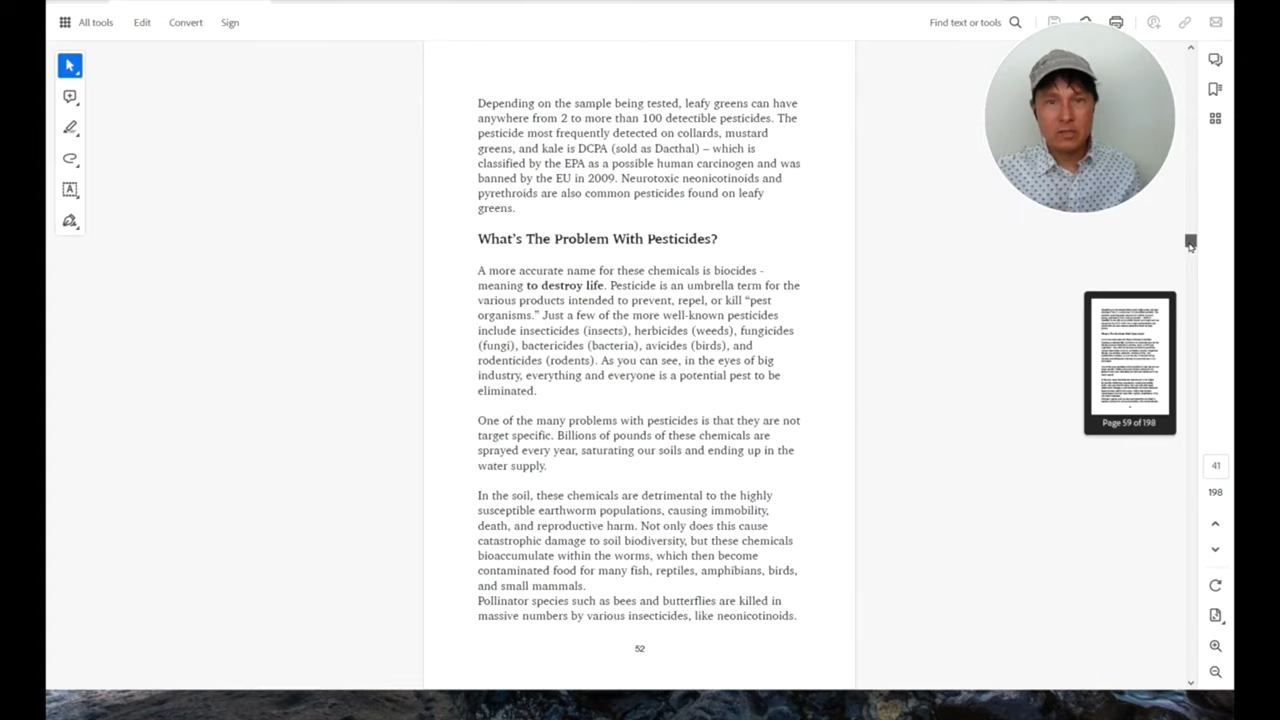 All tools
Edit
Convert
Sign
Find text or tools
Depending on the sample being tested, leafy greens can have
anywhere from 2 to more than 100 detectible pesticides. The
pesticide most frequently detected on collards, mustard
greens, and kale is DCPA (sold as Dacthal) – which is
classified by the EPA as a possible human carcinogen and was
banned by the EU in 2009. Neurotoxic neonicotinoids and
pyrethroids are also common pesticides found on leafy
greens.
What's The Problem With Pesticides?
A more accurate name for these chemicals is biocides -
meaning to destroy life. Pesticide is an umbrella term for the
various products intended to prevent, repel, or kill “pest
organisms.” Just a few of the more well-known pesticides
include insecticides (insects), herbicides (weeds), fungicides
(fungi), bactericides (bacteria), avicides (birds), and
rodenticides (rodents). As you can see, in the eyes of big
industry, everything and everyone is a potential pest to be
eliminated.
One of the many problems with pesticides is that they are not
target specific. Billions of pounds of these chemicals are
sprayed every year, saturating our soils and ending up in the
water supply.
In the soil, these chemicals are detrimental to the highly
susceptible earthworm populations, causing immobility,
death, and reproductive harm. Not only does this cause
catastrophic damage to soil biodiversity, but these chemicals
bioaccumulate within the worms, which then become
contaminated food for many fish, reptiles, amphibians, birds,
and small mammals.
Pollinator species such as bees and butterflies are killed in
massive numbers by various insecticides, like neonicotinoids.
52
Page 59 of 198
41
198